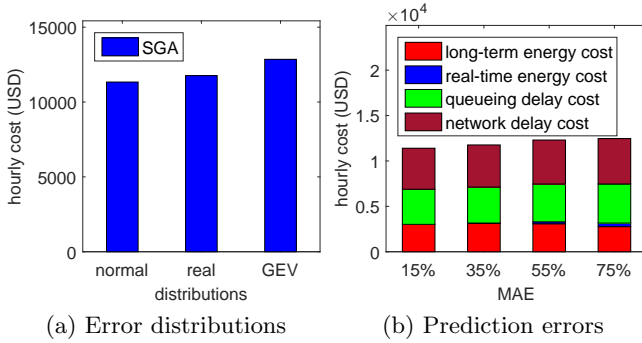 15000
10000
5000
0
hourly cost (USD)
SGA
normal real GEV
distributions
(a) Error distributions
×10⁴
2
1.5
1
0.5
0
hourly cost (USD)
long-term energy cost
real-time energy cost
queueing delay cost
network delay cost
15% 35% 55% 75%
MAE
(b) Prediction errors